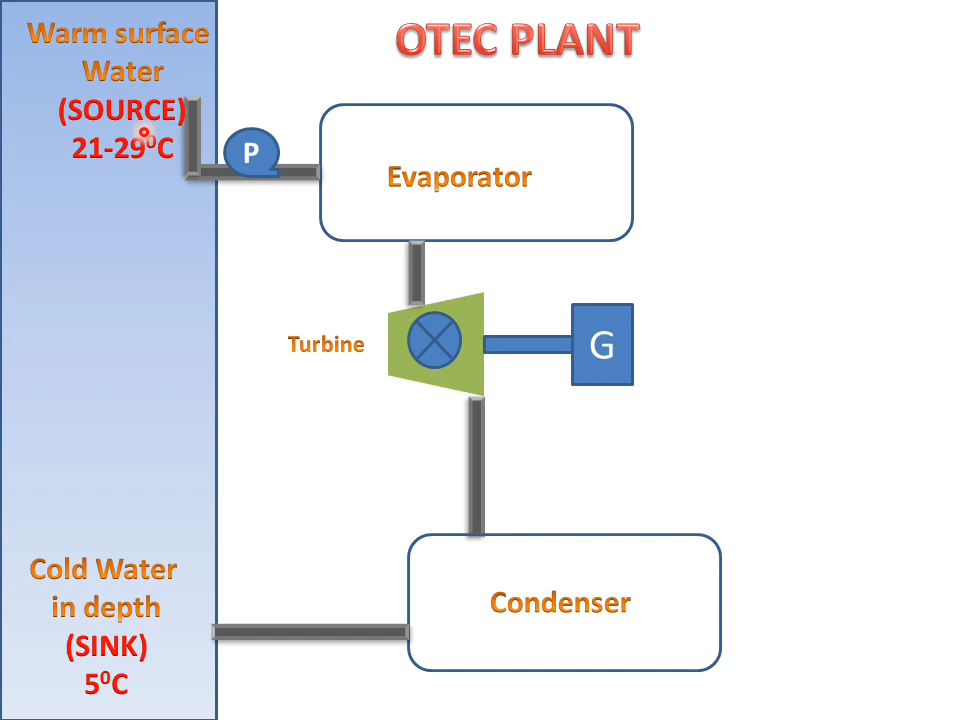 OTEC PLANT
Warm surface
Water
(SOURCE)
21-29⁰C
P
Evaporator
Turbine
G
Cold Water
in depth
(SINK)
5⁰C
Condenser